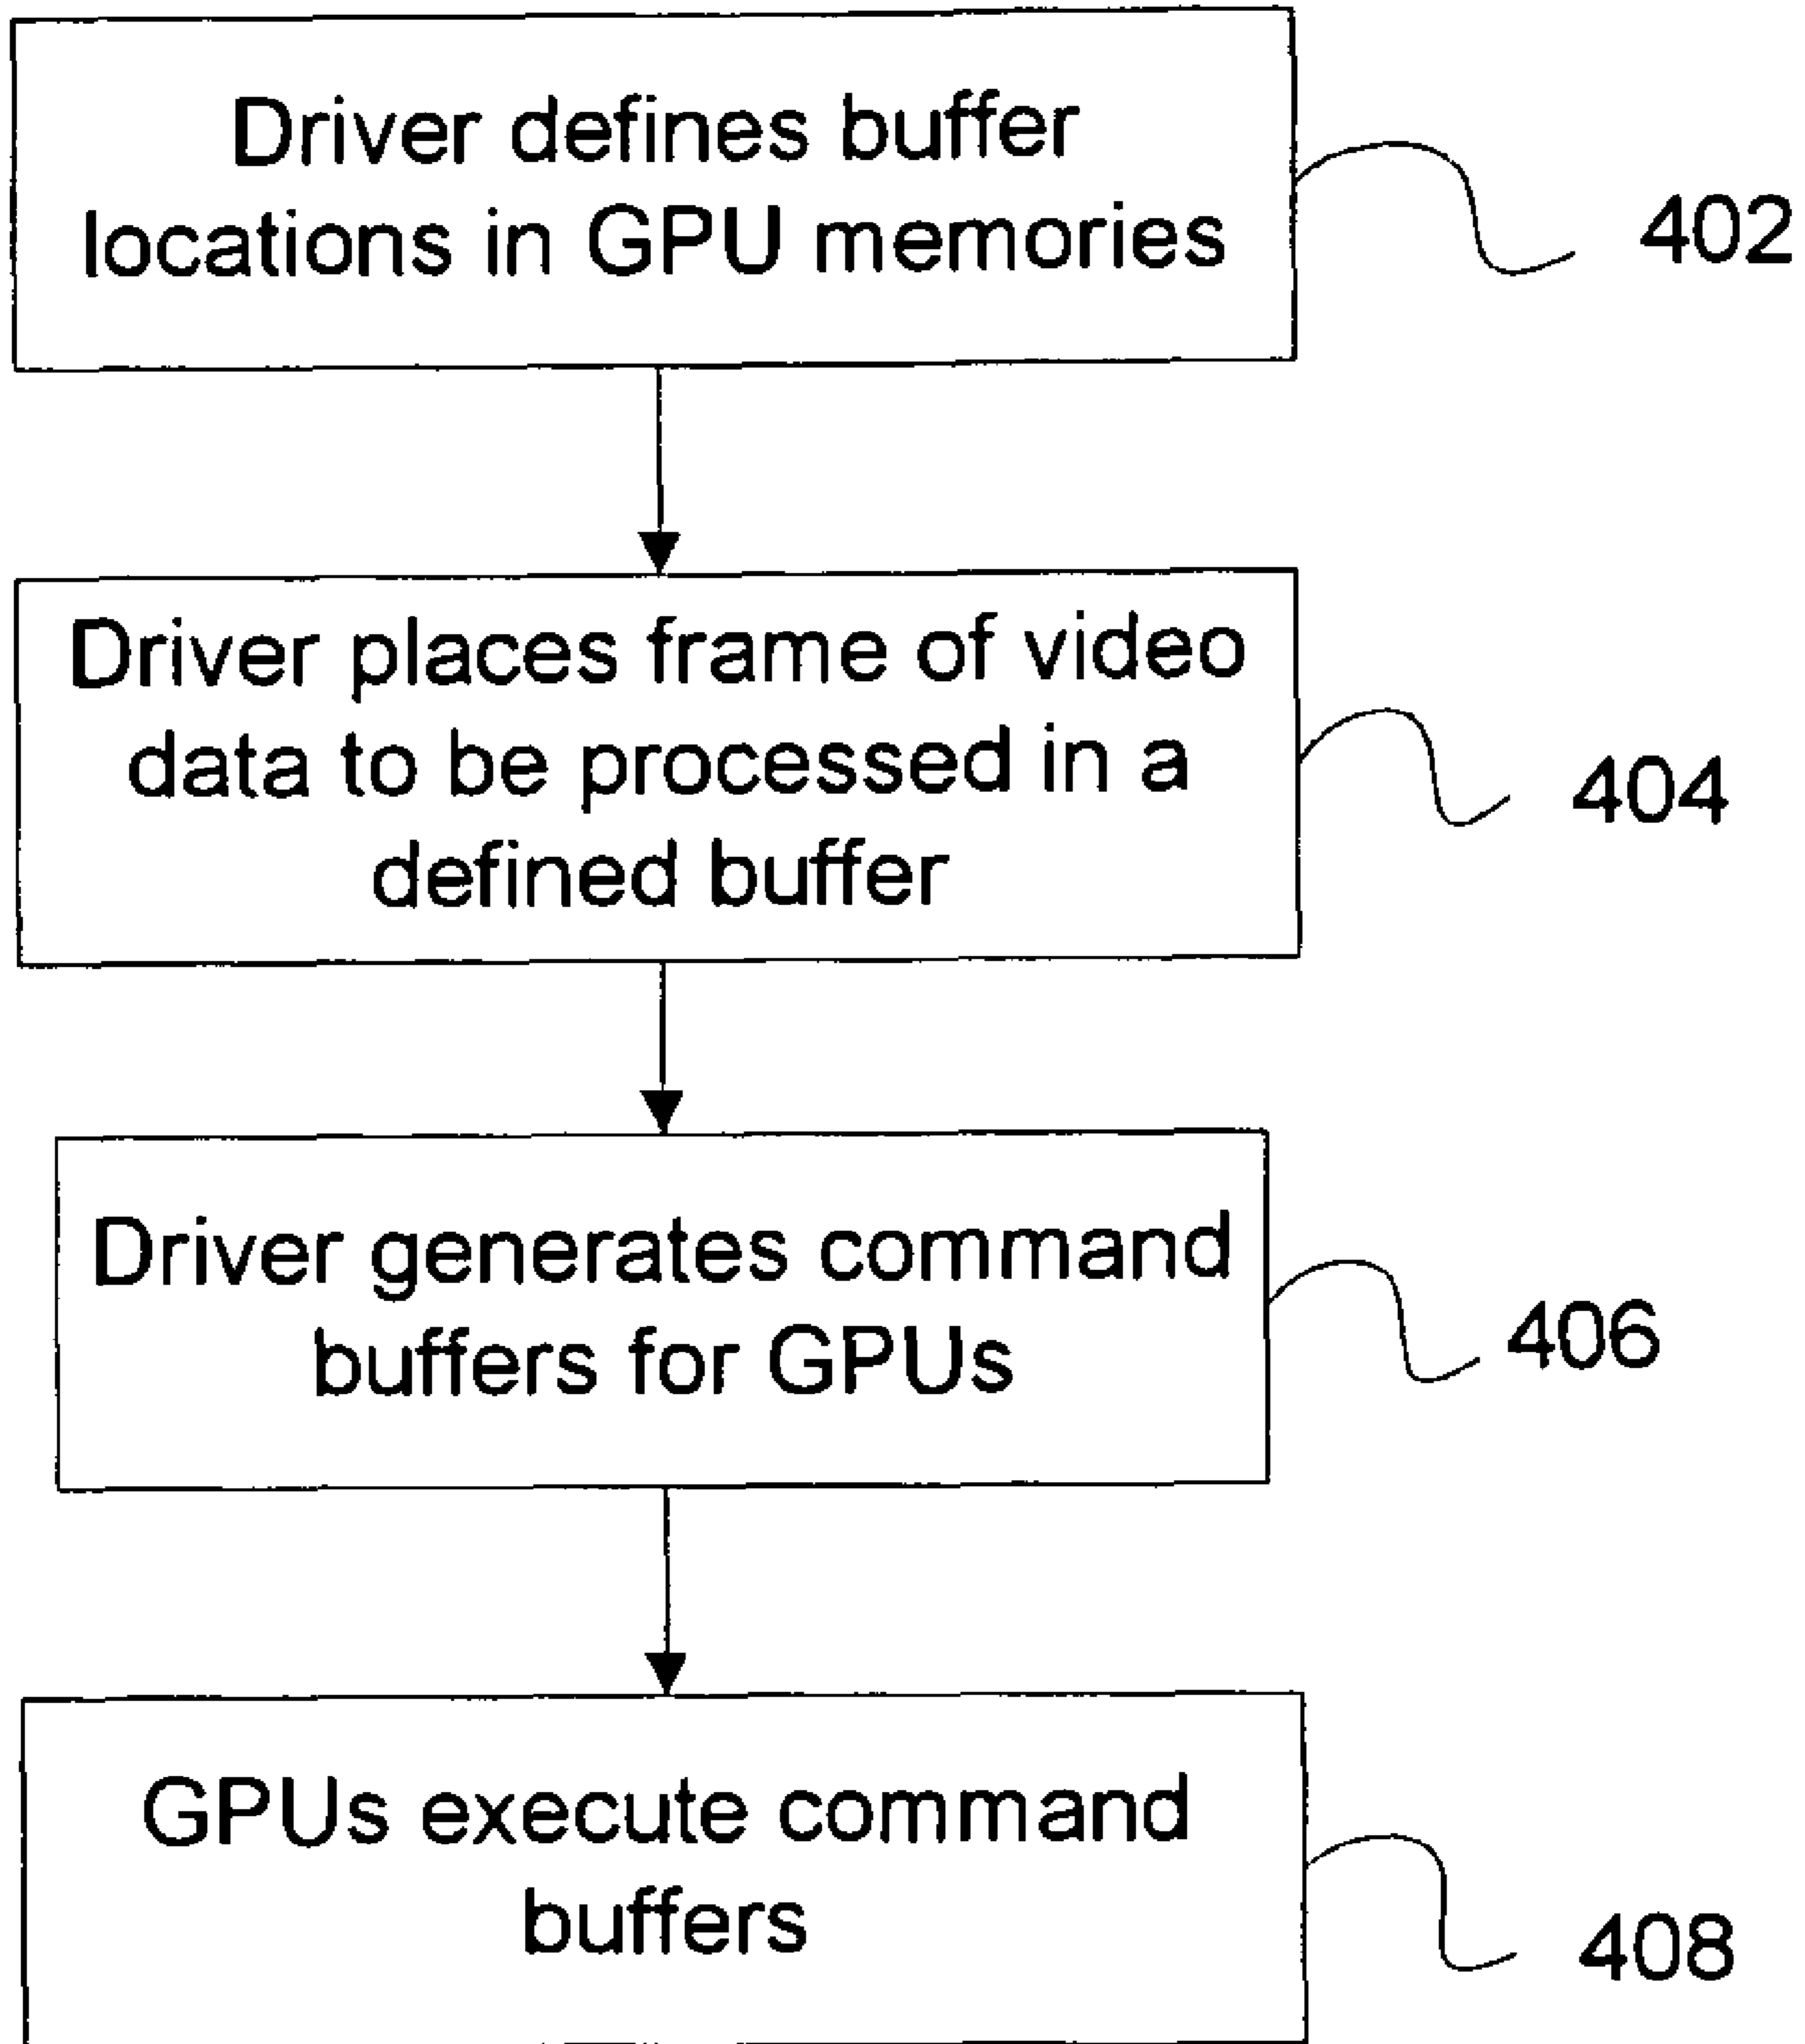 Driver defines buffer
locations in GPU memories
402
Driver places frame of video
data to be processed in a
defined buffer
404
Driver generates command
buffers for GPUs
406
GPUs execute command
buffers
408